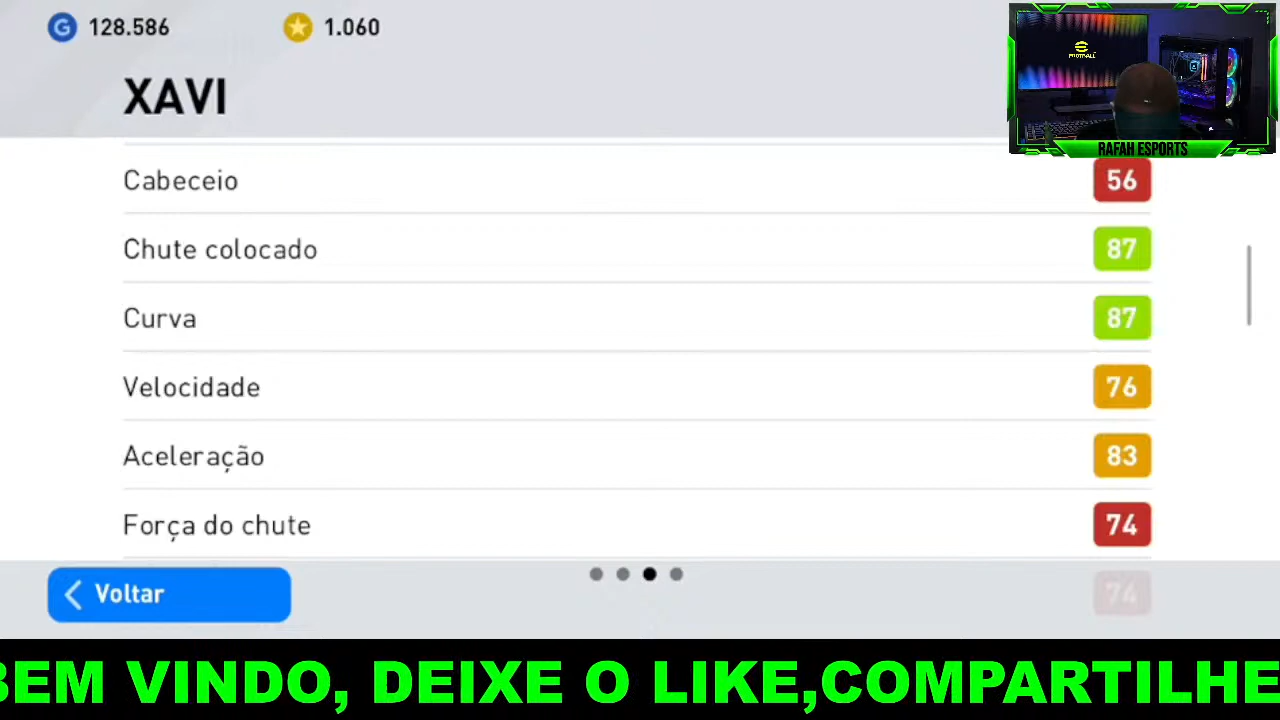 128.586
1.060
XAVI
RAFAH ESPORTS
Cabeceio 56
Chute colocado 87
Curva 87
Velocidade 76
Aceleração 83
Força do chute 74
74
Voltar
BEM VINDO, DEIXE O LIKE,COMPARTILHE